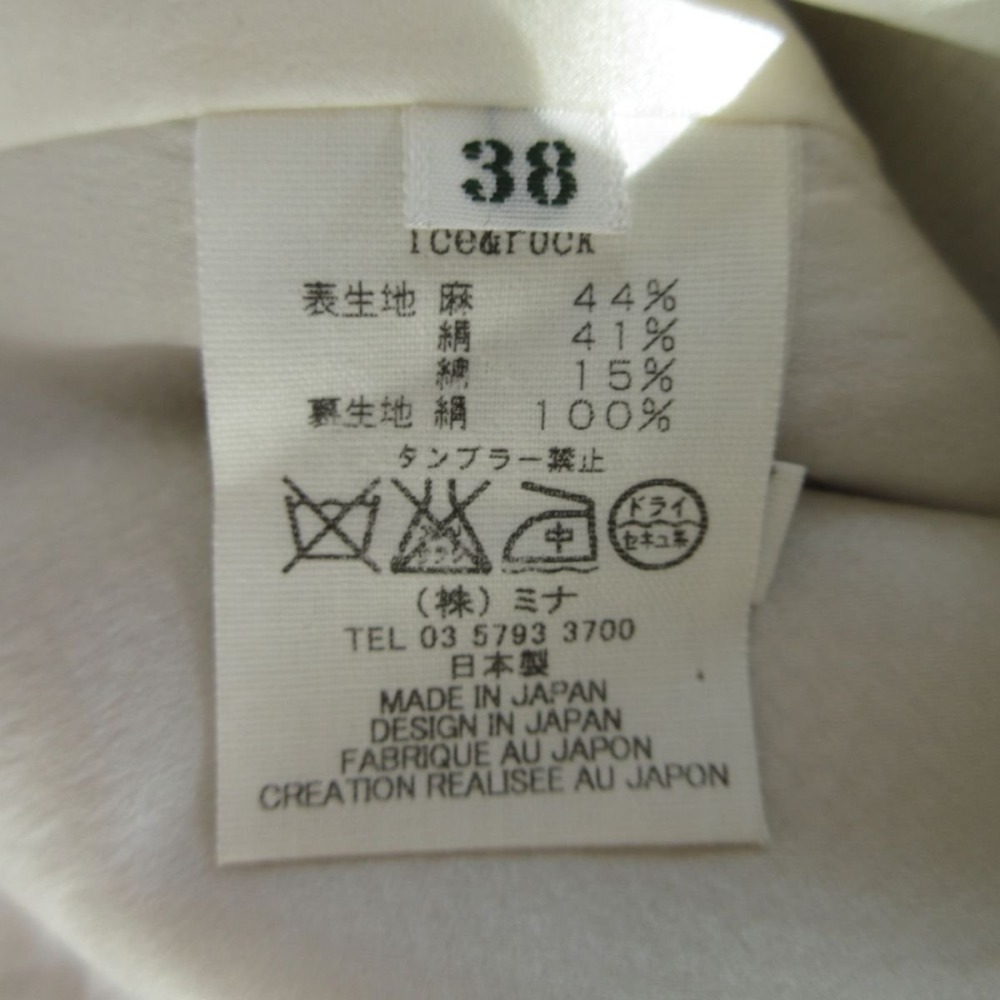 38
ice&rock
表生地 麻 44%
絹 41%
綿 15%
裏生地 絹 100%
タンブラー禁止
中 ドライ
セキユ系
(株)ミナ
TEL 03 5793 3700
日本製
MADE IN JAPAN
DESIGN IN JAPAN
FABRIQUE AU JAPON
CREATION REALISEE AU JAPON